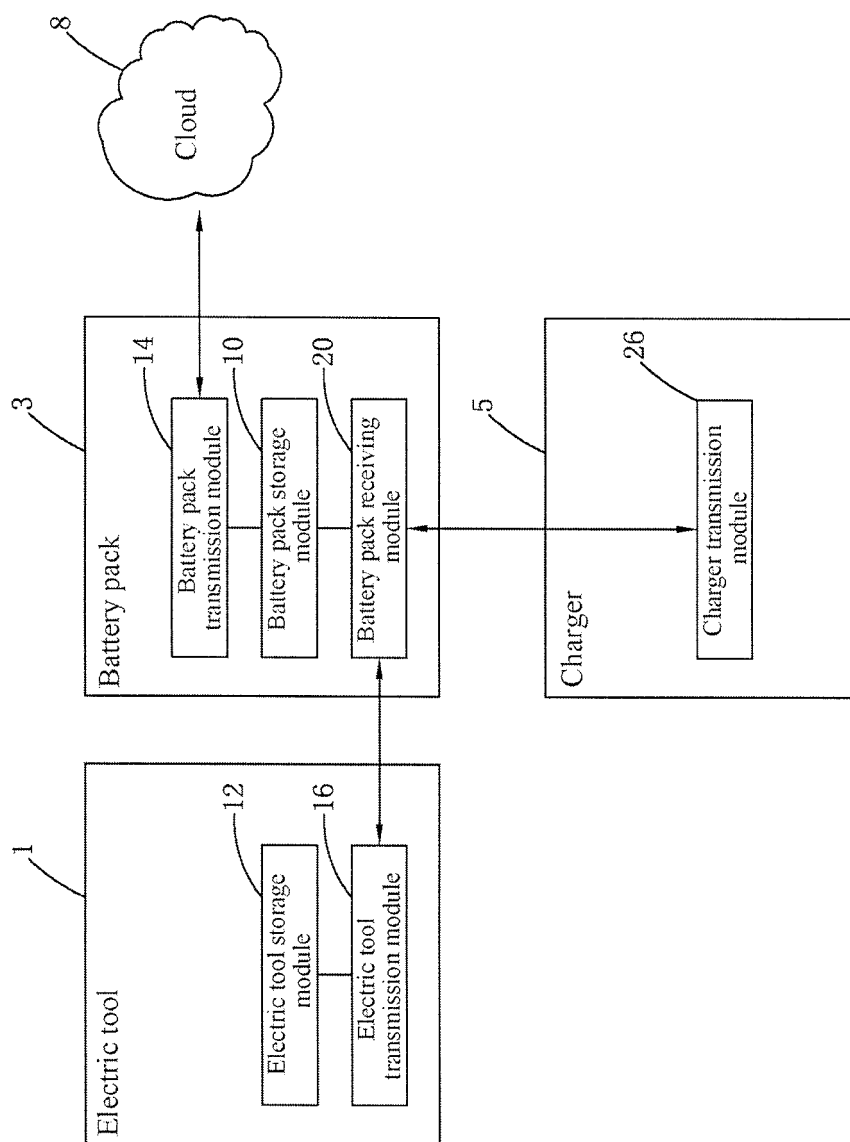 1
Electric tool
12
Electric tool storage
module
16
Electric tool
transmission module
3
Battery pack
14
Battery pack
transmission module
10
Battery pack storage
module
20
Battery pack receiving
module
8
Cloud
5
Charger
26
Charger transmission
module